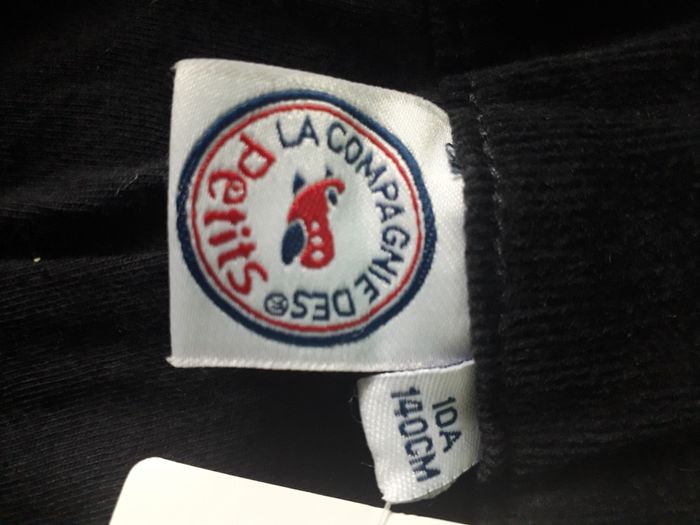 LA COMPAGNIE DES®
Petits
10A
140CM